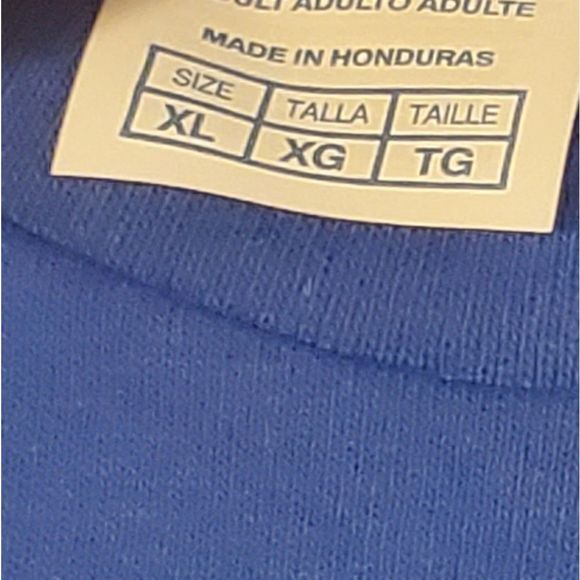 ADULTO ADULTE
MADE IN HONDURAS
SIZE TALLA TAILLE
XL XG TG